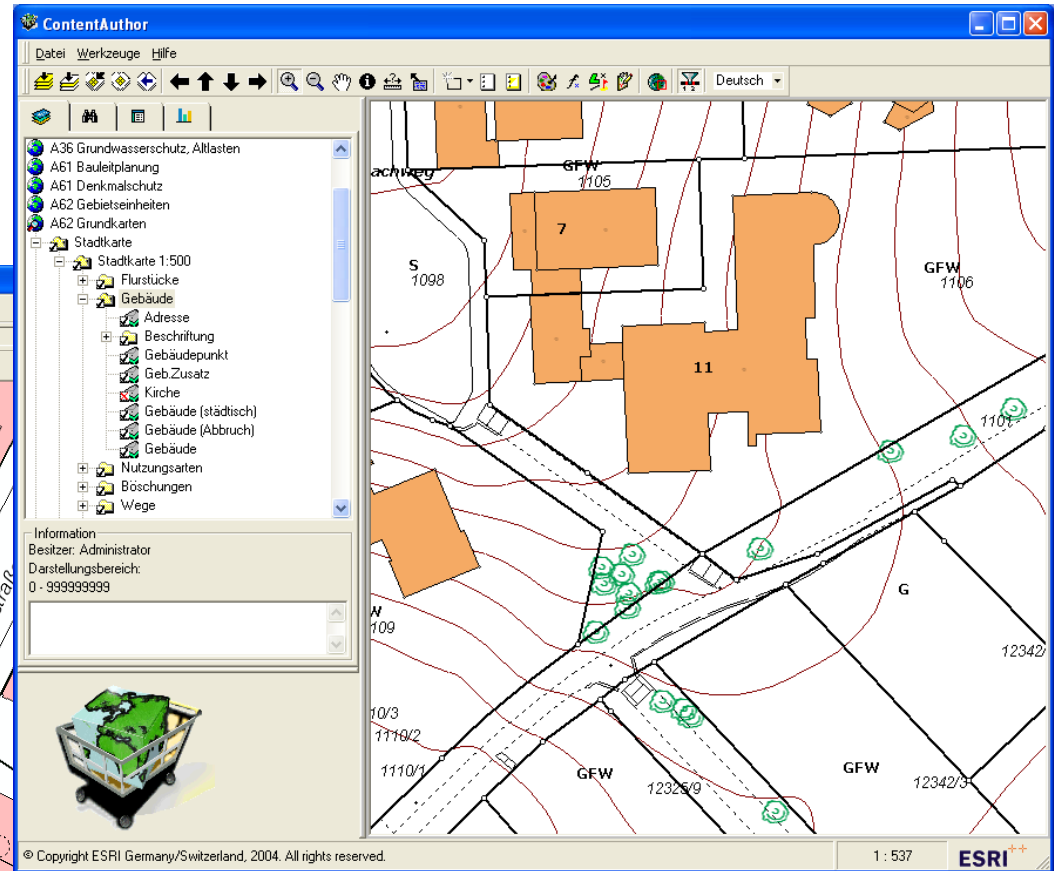 ContentAuthor
Datei Werkzeuge Hilfe
Deutsch
A36 Grundwasserschutz, Altlasten
A61 Bauleitplanung
A61 Denkmalschutz
A62 Gebietseinheiten
A62 Grundkarten
Stadtkarte
Stadtkarte 1:500
Flurstücke
Gebäude
Adresse
Beschriftung
Gebäudepunkt
Geb.Zusatz
Kirche
Gebäude (städtisch)
Gebäude (Abbruch)
Gebäude
Nutzungsarten
Böschungen
Wege
Information
Besitzer: Administrator
Darstellungsbereich:
0 - 999999999
achweg
GFW
1105
7
S
1098
GFW
1106
11
1101
G
W
109
12342/
10/3
1110/2
1110/1
GFW
12325/9
GFW
12342/3
© Copyright ESRI Germany/Switzerland, 2004. All rights reserved.
1 : 537
ESRI++